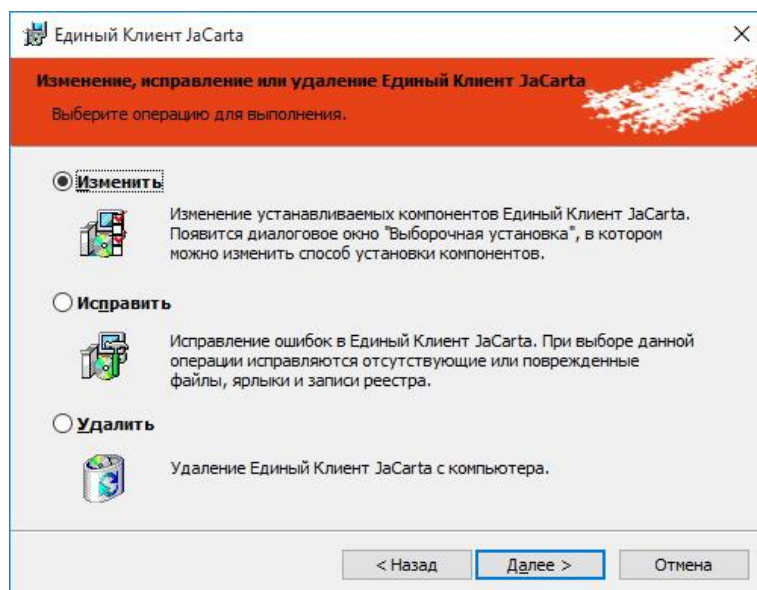 Единый Клиент JaCarta
Изменение, исправление или удаление Единый Клиент JaCarta
Выберите операцию для выполнения.
Изменить
Изменение устанавливаемых компонентов Единый Клиент JaCarta.
Появится диалоговое окно "Выборочная установка", в котором
можно изменить способ установки компонентов.
Исправить
Исправление ошибок в Единый Клиент JaCarta. При выборе данной
операции исправляются отсутствующие или поврежденные
файлы, ярлыки и записи реестра.
Удалить
Удаление Единый Клиент JaCarta с компьютера.
< Назад Далее > Отмена